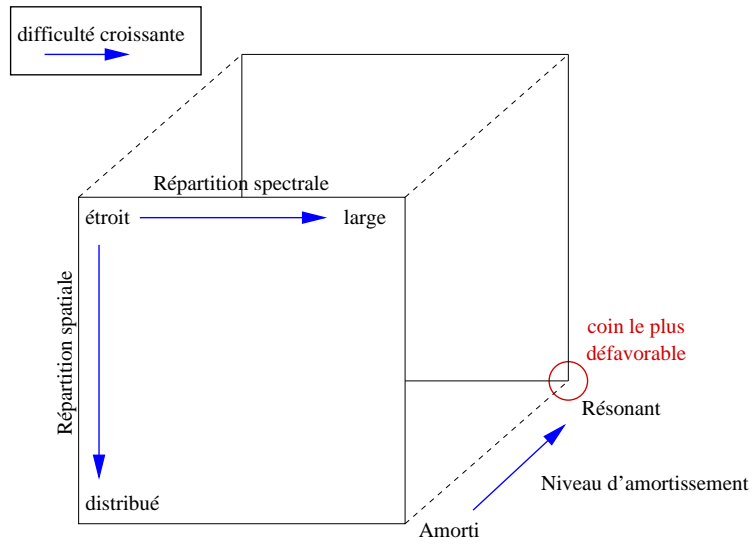 difficulté croissante
Répartition spectrale
étroit
large
Répartition spatiale
coin le plus
défavorable
Résonant
Niveau d'amortissement
distribué
Amorti